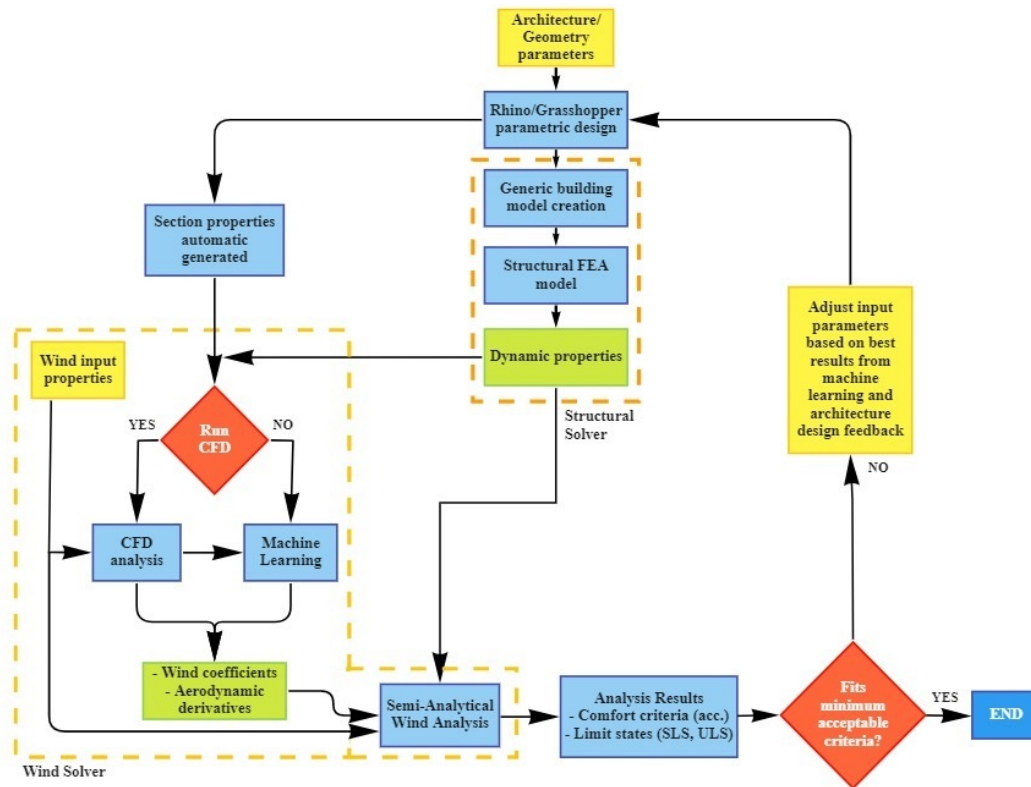 Architecture/
Geometry
parameters
Rhino/Grasshopper
parametric design
Generic building
model creation
Section properties
automatic
generated
Structural FEA
model
Adjust input
parameters
based on best
results from
machine
learning and
architecture
design feedback
Wind input
properties
Dynamic properties
Structural
Solver
YES
Run
CFD
NO
NO
CFD
analysis
Machine
Learning
- Wind coefficients
- Aerodynamic
derivatives
Semi-Analytical
Wind Analysis
Analysis Results
- Comfort criteria (acc.)
- Limit states (SLS, ULS)
Fits
minimum
acceptable
criteria?
YES
END
Wind Solver